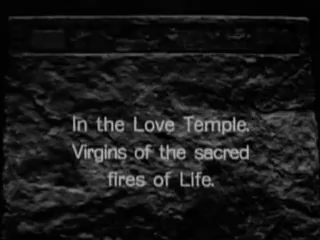 In the Love Temple.
Virgins of the sacred
fires of Life.